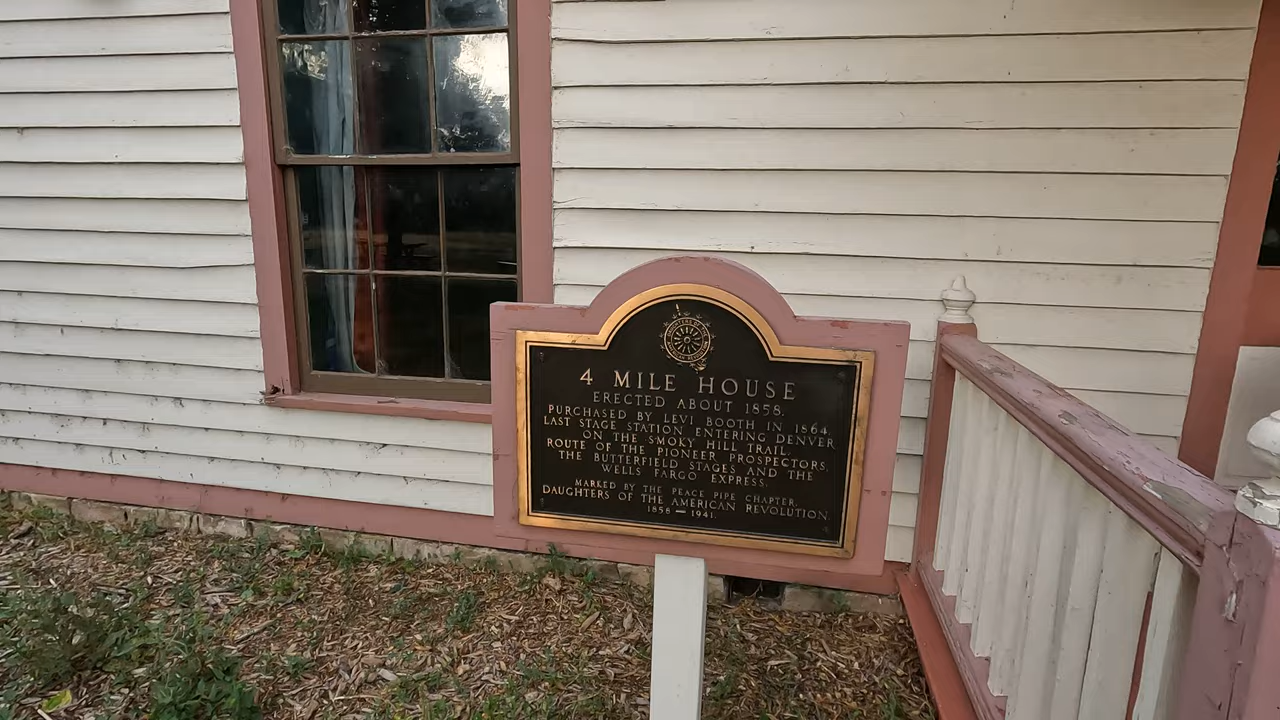 4 MILE HOUSE
ERECTED ABOUT 1858.
PURCHASED BY LEVI BOOTH IN 1864.
LAST STAGE STATION ENTERING DENVER
ON THE SMOKY HILL TRAIL.
ROUTE OF THE PIONEER PROSPECTORS,
THE BUTTERFIELD STAGES AND THE
WELLS FARGO EXPRESS.
MARKED BY THE PEACE PIPE CHAPTER
DAUGHTERS OF THE AMERICAN REVOLUTION.
1858 — 1941.